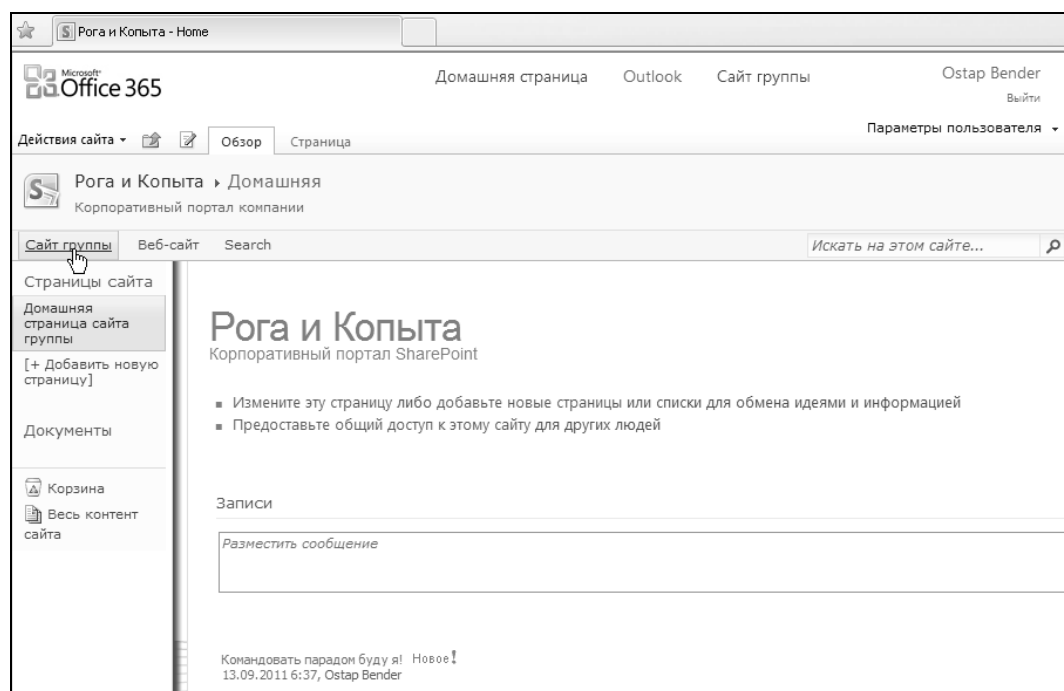 Рога и Копыта - Home
Microsoft®
Office 365
Домашняя страница Outlook Сайт группы
Ostap Bender
Выйти
Действия сайта Обзор Страница
Параметры пользователя
Рога и Копыта Домашняя
Корпоративный портал компании
Сайт группы Веб-сайт Search
Искать на этом сайте...
Страницы сайта
Домашняя
страница сайта
группы
[+ Добавить новую
страницу]
Документы
Корзина
Весь контент
сайта
Рога и Копыта
Корпоративный портал SharePoint
Измените эту страницу либо добавьте новые страницы или списки для обмена идеями и информацией
Предоставьте общий доступ к этому сайту для других людей
Записи
Разместить сообщение
Командовать парадом буду я! Новое!
13.09.2011 6:37, Ostap Bender